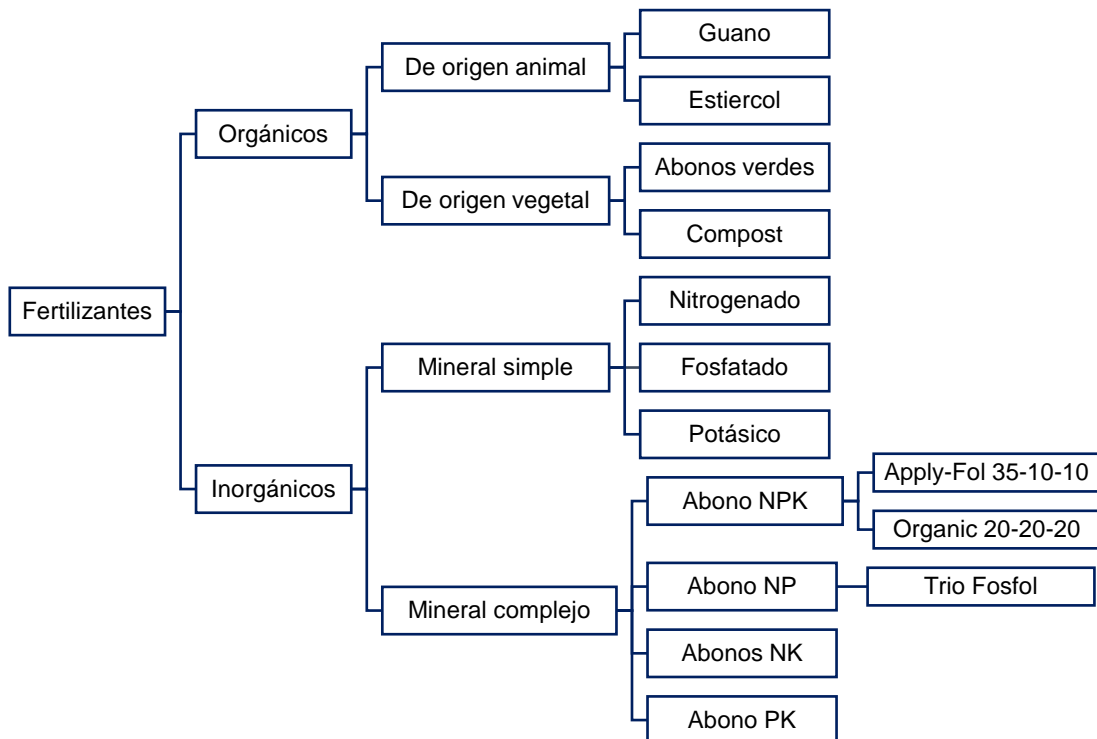 Guano
De origen animal
Estiercol
Orgánicos
Abonos verdes
De origen vegetal
Compost
Fertilizantes
Nitrogenado
Mineral simple
Fosfatado
Potásico
Inorgánicos
Apply-Fol 35-10-10
Abono NPK
Organic 20-20-20
Abono NP
Trio Fosfol
Mineral complejo
Abonos NK
Abono PK